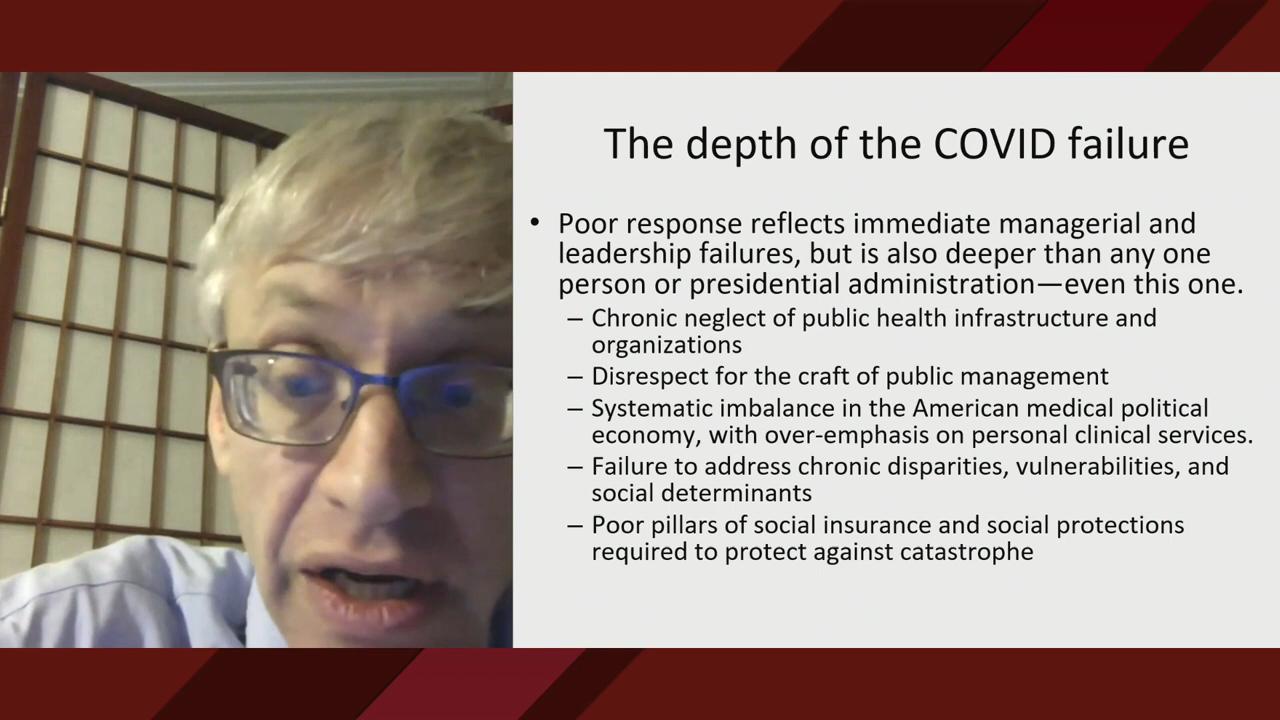 The depth of the COVID failure
• Poor response reflects immediate managerial and
leadership failures, but is also deeper than any one
person or presidential administration—even this one.
– Chronic neglect of public health infrastructure and
organizations
– Disrespect for the craft of public management
– Systematic imbalance in the American medical political
economy, with over-emphasis on personal clinical services.
– Failure to address chronic disparities, vulnerabilities, and
social determinants
– Poor pillars of social insurance and social protections
required to protect against catastrophe